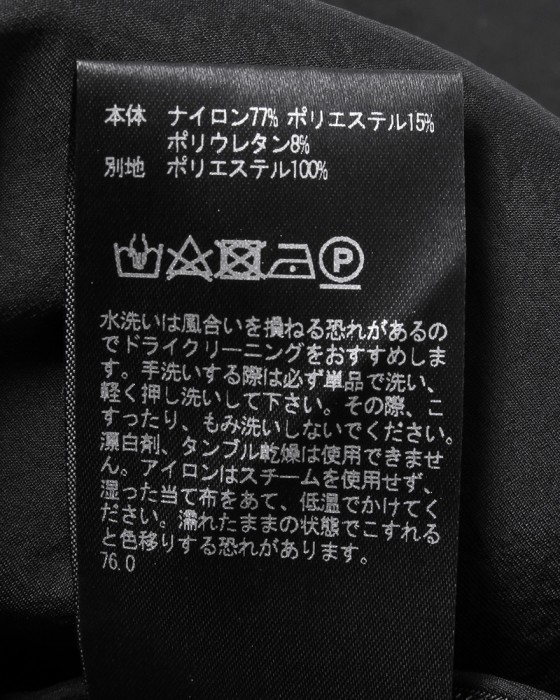 本体 ナイロン77% ポリエステル15%
ポリウレタン8%
別地 ポリエステル100%
P
水洗いは風合いを損ねる恐れがあるの
でドライクリーニングをおすすめしま
す。手洗いする際は必ず単品で洗い、
軽く押し洗いして下さい。その際、こ
すったり、もみ洗いしないでください。
漂白剤、タンブル乾燥は使用できませ
ん。アイロンはスチームを使用せず、
湿った当て布をあて、低温でかけてく
ださい。濡れたままの状態でこすれる
と色移りする恐れがあります。
76.0